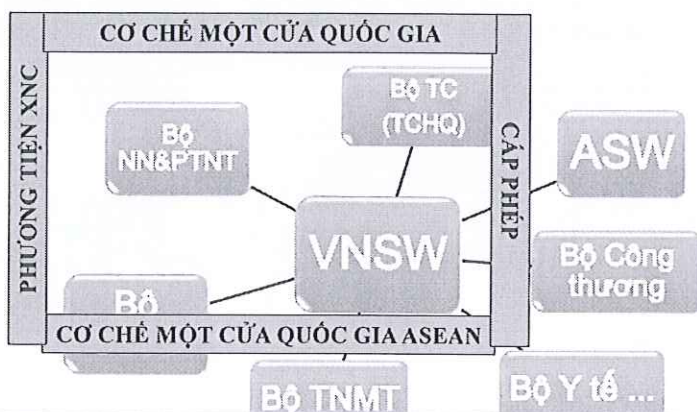 CƠ CHẾ MỘT CỬA QUỐC GIA
PHƯƠNG TIỆN XNC
Bộ TC
(TCHQ)
Bộ
NN&PTNT
CẤP PHÉP
ASW
VNSW
Bộ Công
thương
Bộ
CƠ CHẾ MỘT CỬA QUỐC GIA ASEAN
Bộ TNMT
Bộ Y tế ...